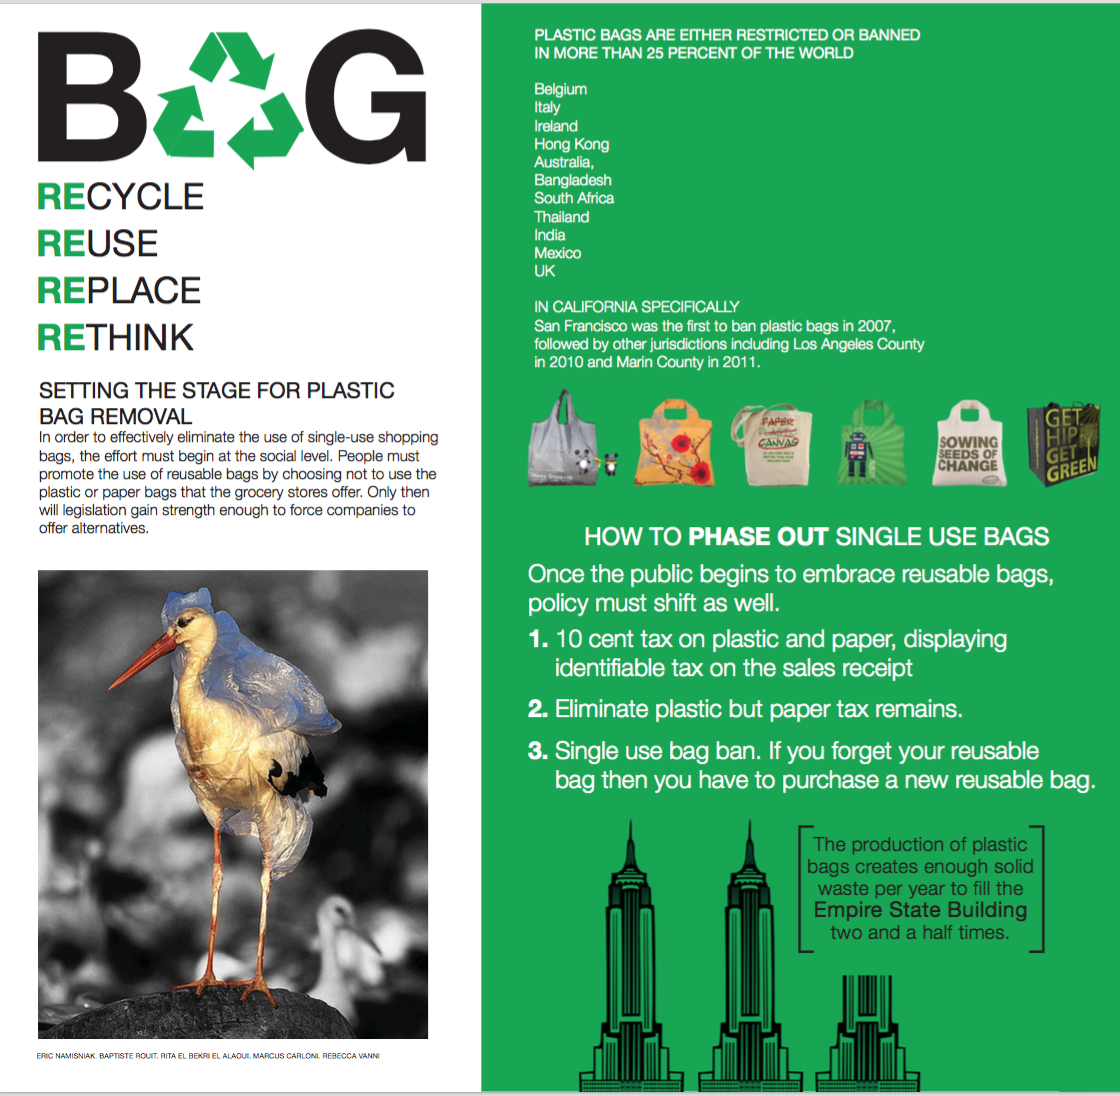 BAG
RECYCLE
REUSE
REPLACE
RETHINK
SETTING THE STAGE FOR PLASTIC
BAG REMOVAL
In order to effectively eliminate the use of single-use shopping
bags, the effort must begin at the social level. People must
promote the use of reusable bags by choosing not to use the
plastic or paper bags that the grocery stores offer. Only then
will legislation gain strength enough to force companies to
offer alternatives.
ERIC NAMISNIAK. BAPTISTE ROUIT. RITA EL BEKRI EL ALAOUI. MARCUS CARLONI. REBECCA VANNI
PLASTIC BAGS ARE EITHER RESTRICTED OR BANNED
IN MORE THAN 25 PERCENT OF THE WORLD
Belgium
Italy
Ireland
Hong Kong
Australia,
Bangladesh
South Africa
Thailand
India
Mexico
UK
IN CALIFORNIA SPECIFICALLY
San Francisco was the first to ban plastic bags in 2007,
followed by other jurisdictions including Los Angeles County
in 2010 and Marin County in 2011.
PAPER
PLASTIC
CANVAS
SOWING
SEEDS OF
CHANGE
GET
HIP
GET
GREEN
HOW TO PHASE OUT SINGLE USE BAGS
Once the public begins to embrace reusable bags,
policy must shift as well.
1. 10 cent tax on plastic and paper, displaying
identifiable tax on the sales receipt
2. Eliminate plastic but paper tax remains.
3. Single use bag ban. If you forget your reusable
bag then you have to purchase a new reusable bag.
The production of plastic
bags creates enough solid
waste per year to fill the
Empire State Building
two and a half times.